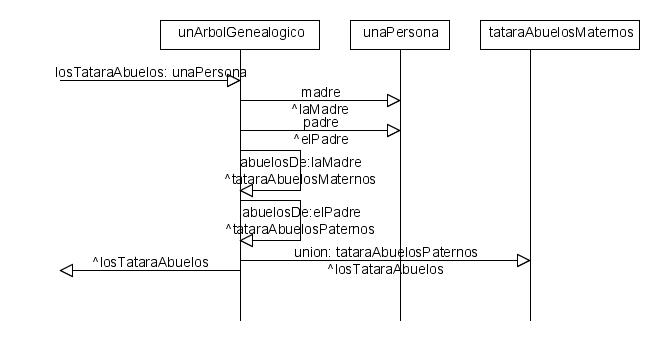 unArbolGenealogico unaPersona tataraAbuelosMaternos
losTataraAbuelos: unaPersona
madre
^laMadre
padre
^elPadre
abuelosDe:laMadre
^tataraAbuelosMaternos
abuelosDe:elPadre
^tataraAbuelosPaternos
union: tataraAbuelosPaternos
^losTataraAbuelos
^losTataraAbuelos